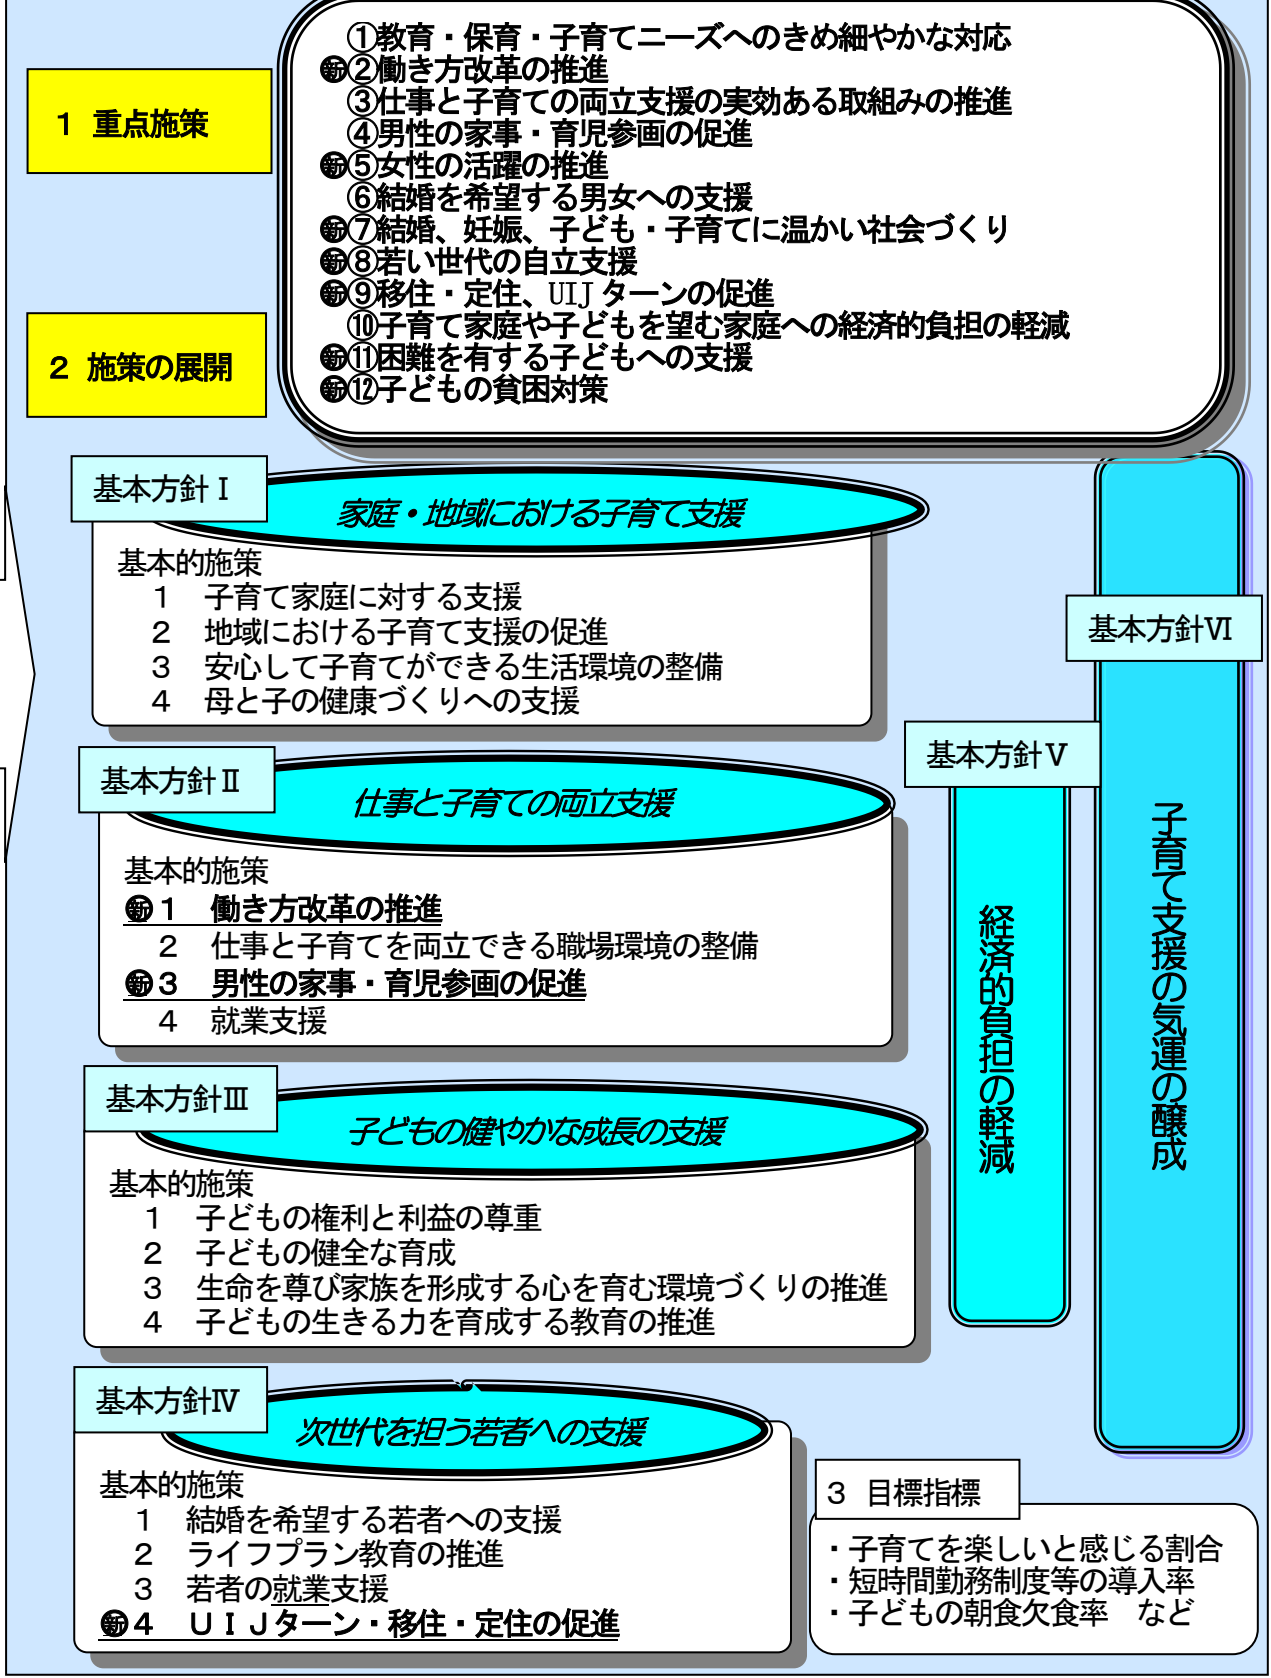 １ 重点施策
①教育・保育・子育てニーズへのきめ細やかな対応
新②働き方改革の推進
③仕事と子育ての両立支援の実効ある取組みの推進
④男性の家事・育児参画の促進
新⑤女性の活躍の推進
⑥結婚を希望する男女への支援
新⑦結婚、妊娠、子ども・子育てに温かい社会づくり
新⑧若い世代の自立支援
新⑨移住・定住、UIJターンの促進
⑩子育て家庭や子どもを望む家庭への経済的負担の軽減
新⑪困難を有する子どもへの支援
新⑫子どもの貧困対策
２ 施策の展開
基本方針Ⅰ
家庭・地域における子育て支援
基本的施策
１ 子育て家庭に対する支援
２ 地域における子育て支援の促進
３ 安心して子育てができる生活環境の整備
４ 母と子の健康づくりへの支援
基本方針Ⅱ
仕事と子育ての両立支援
基本的施策
新１ 働き方改革の推進
２ 仕事と子育てを両立できる職場環境の整備
新３ 男性の家事・育児参画の促進
４ 就業支援
基本方針Ⅲ
子どもの健やかな成長の支援
基本的施策
１ 子どもの権利と利益の尊重
２ 子どもの健全な育成
３ 生命を尊び家族を形成する心を育む環境づくりの推進
４ 子どもの生きる力を育成する教育の推進
基本方針Ⅳ
次世代を担う若者への支援
基本的施策
１ 結婚を希望する若者への支援
２ ライフプラン教育の推進
３ 若者の就業支援
新４ ＵＩＪターン・移住・定住の促進
基本方針Ⅴ
経済的負担の軽減
基本方針Ⅵ
子育て支援の気運の醸成
３ 目標指標
・子育てを楽しいと感じる割合
・短時間勤務制度等の導入率
・子どもの朝食欠食率 など